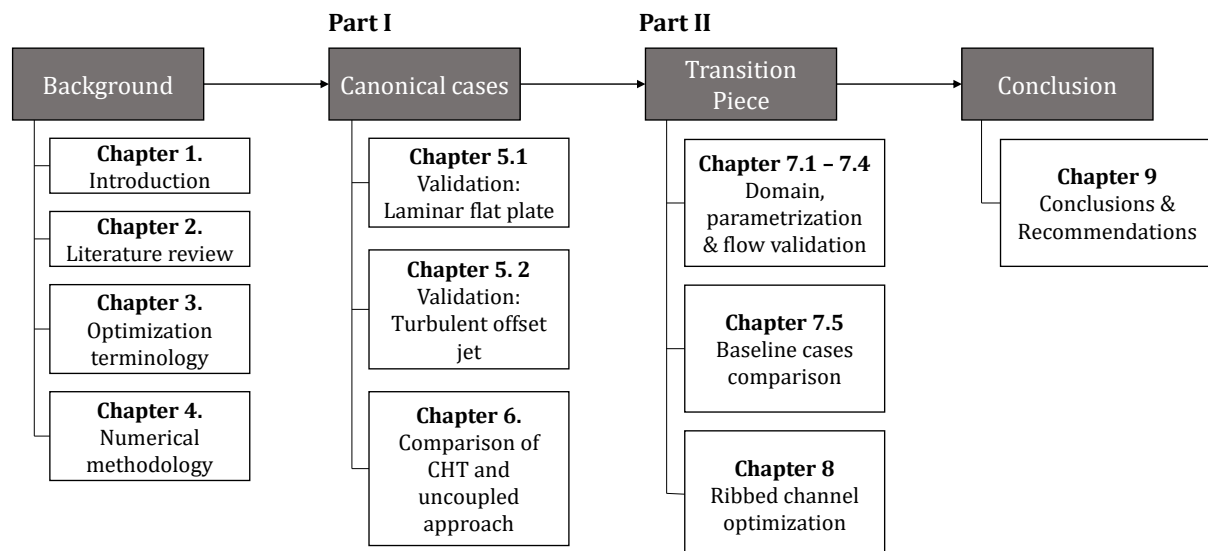 Part I
Part II
Background
Canonical cases
Transition
Piece
Conclusion
Chapter 1.
Introduction
Chapter 2.
Literature review
Chapter 3.
Optimization
terminology
Chapter 4.
Numerical
methodology
Chapter 5.1
Validation:
Laminar flat plate
Chapter 5. 2
Validation:
Turbulent offset
jet
Chapter 6.
Comparison of
CHT and
uncoupled
approach
Chapter 7.1 – 7.4
Domain,
parametrization
& flow validation
Chapter 7.5
Baseline cases
comparison
Chapter 8
Ribbed channel
optimization
Chapter 9
Conclusions &
Recommendations